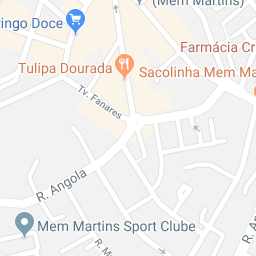 (Mem Martins)
ingo Doce
Farmácia Cr
Tulipa Dourada
Sacolinha Mem Ma
Tv. Fanares
R. Angola
Mem Martins Sport Clube
R. M
A